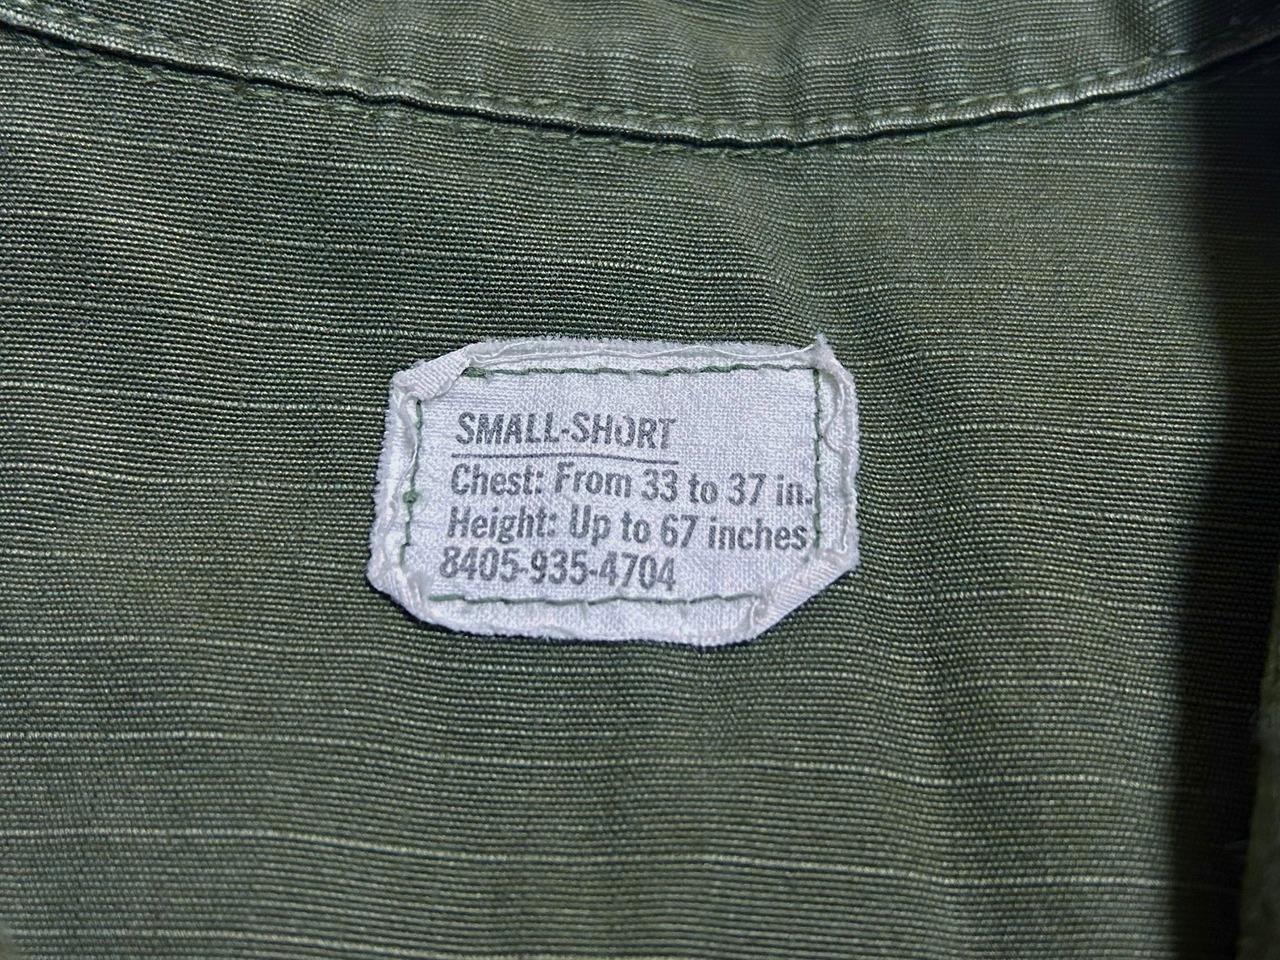 SMALL-SHORT
Chest: From 33 to 37 in.
Height: Up to 67 inches
8405-935-4704